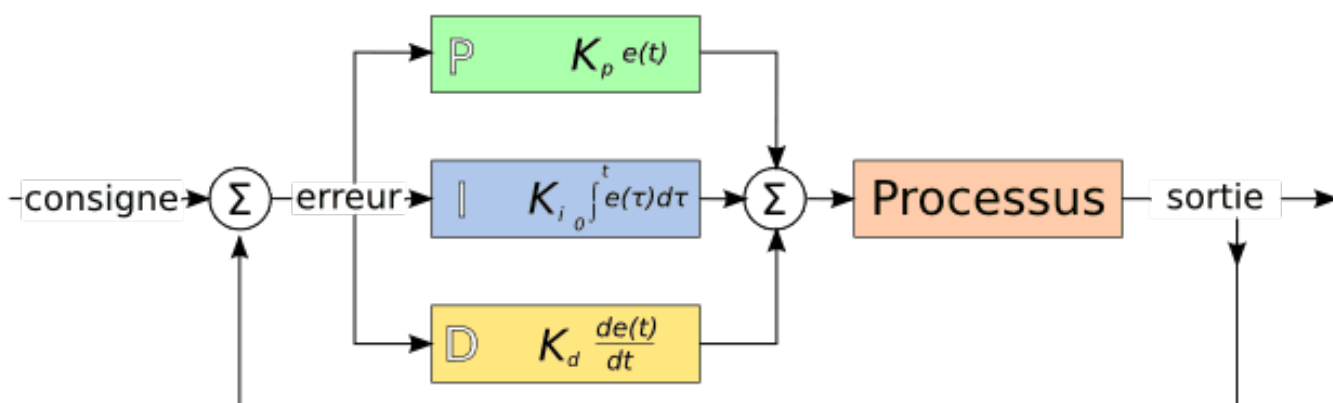 P K_p e(t)
consigne Σ erreur I K_i ∫_0^t e(τ)dτ Σ Processus sortie
D K_d de(t)/dt